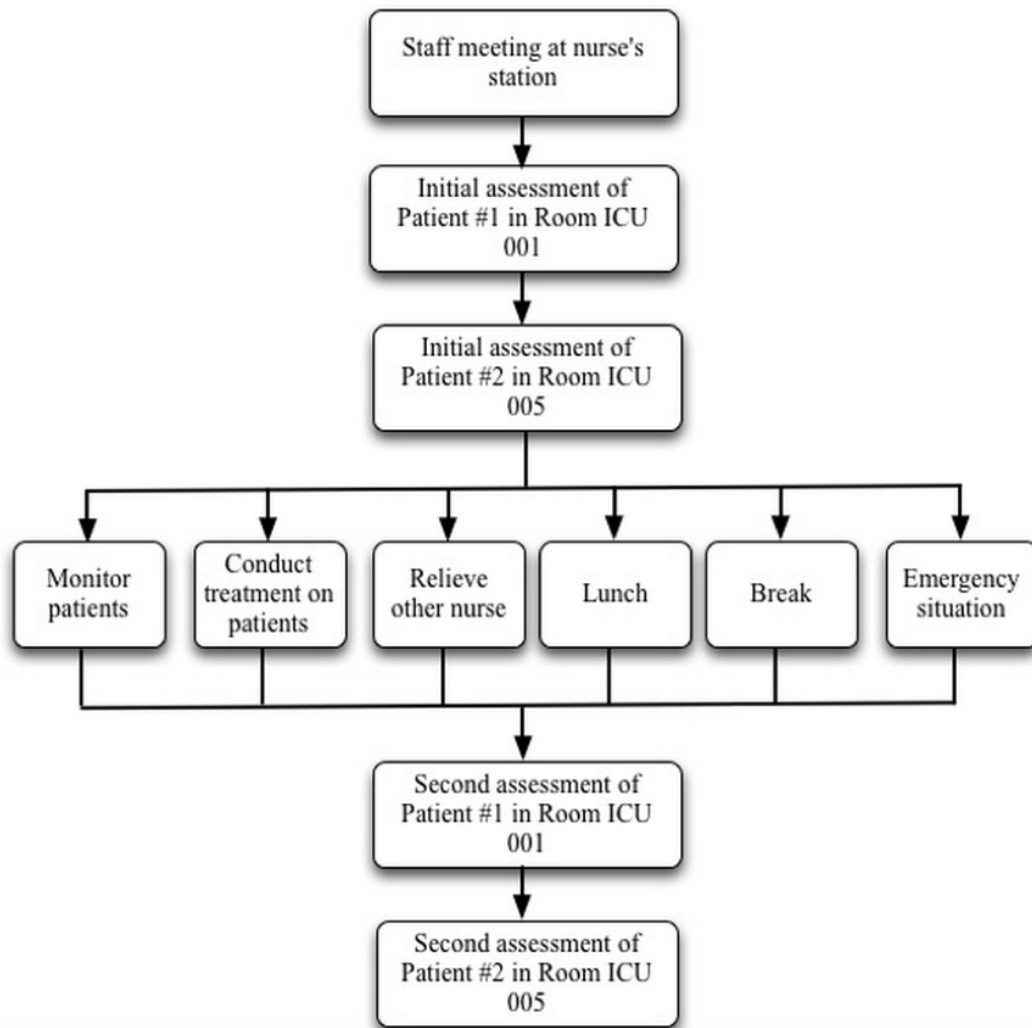 Staff meeting at nurse's
station
Initial assessment of
Patient #1 in Room ICU
001
Initial assessment of
Patient #2 in Room ICU
005
Monitor
patients
Conduct
treatment on
patients
Relieve
other nurse
Lunch
Break
Emergency
situation
Second assessment of
Patient #1 in Room ICU
001
Second assessment of
Patient #2 in Room ICU
005